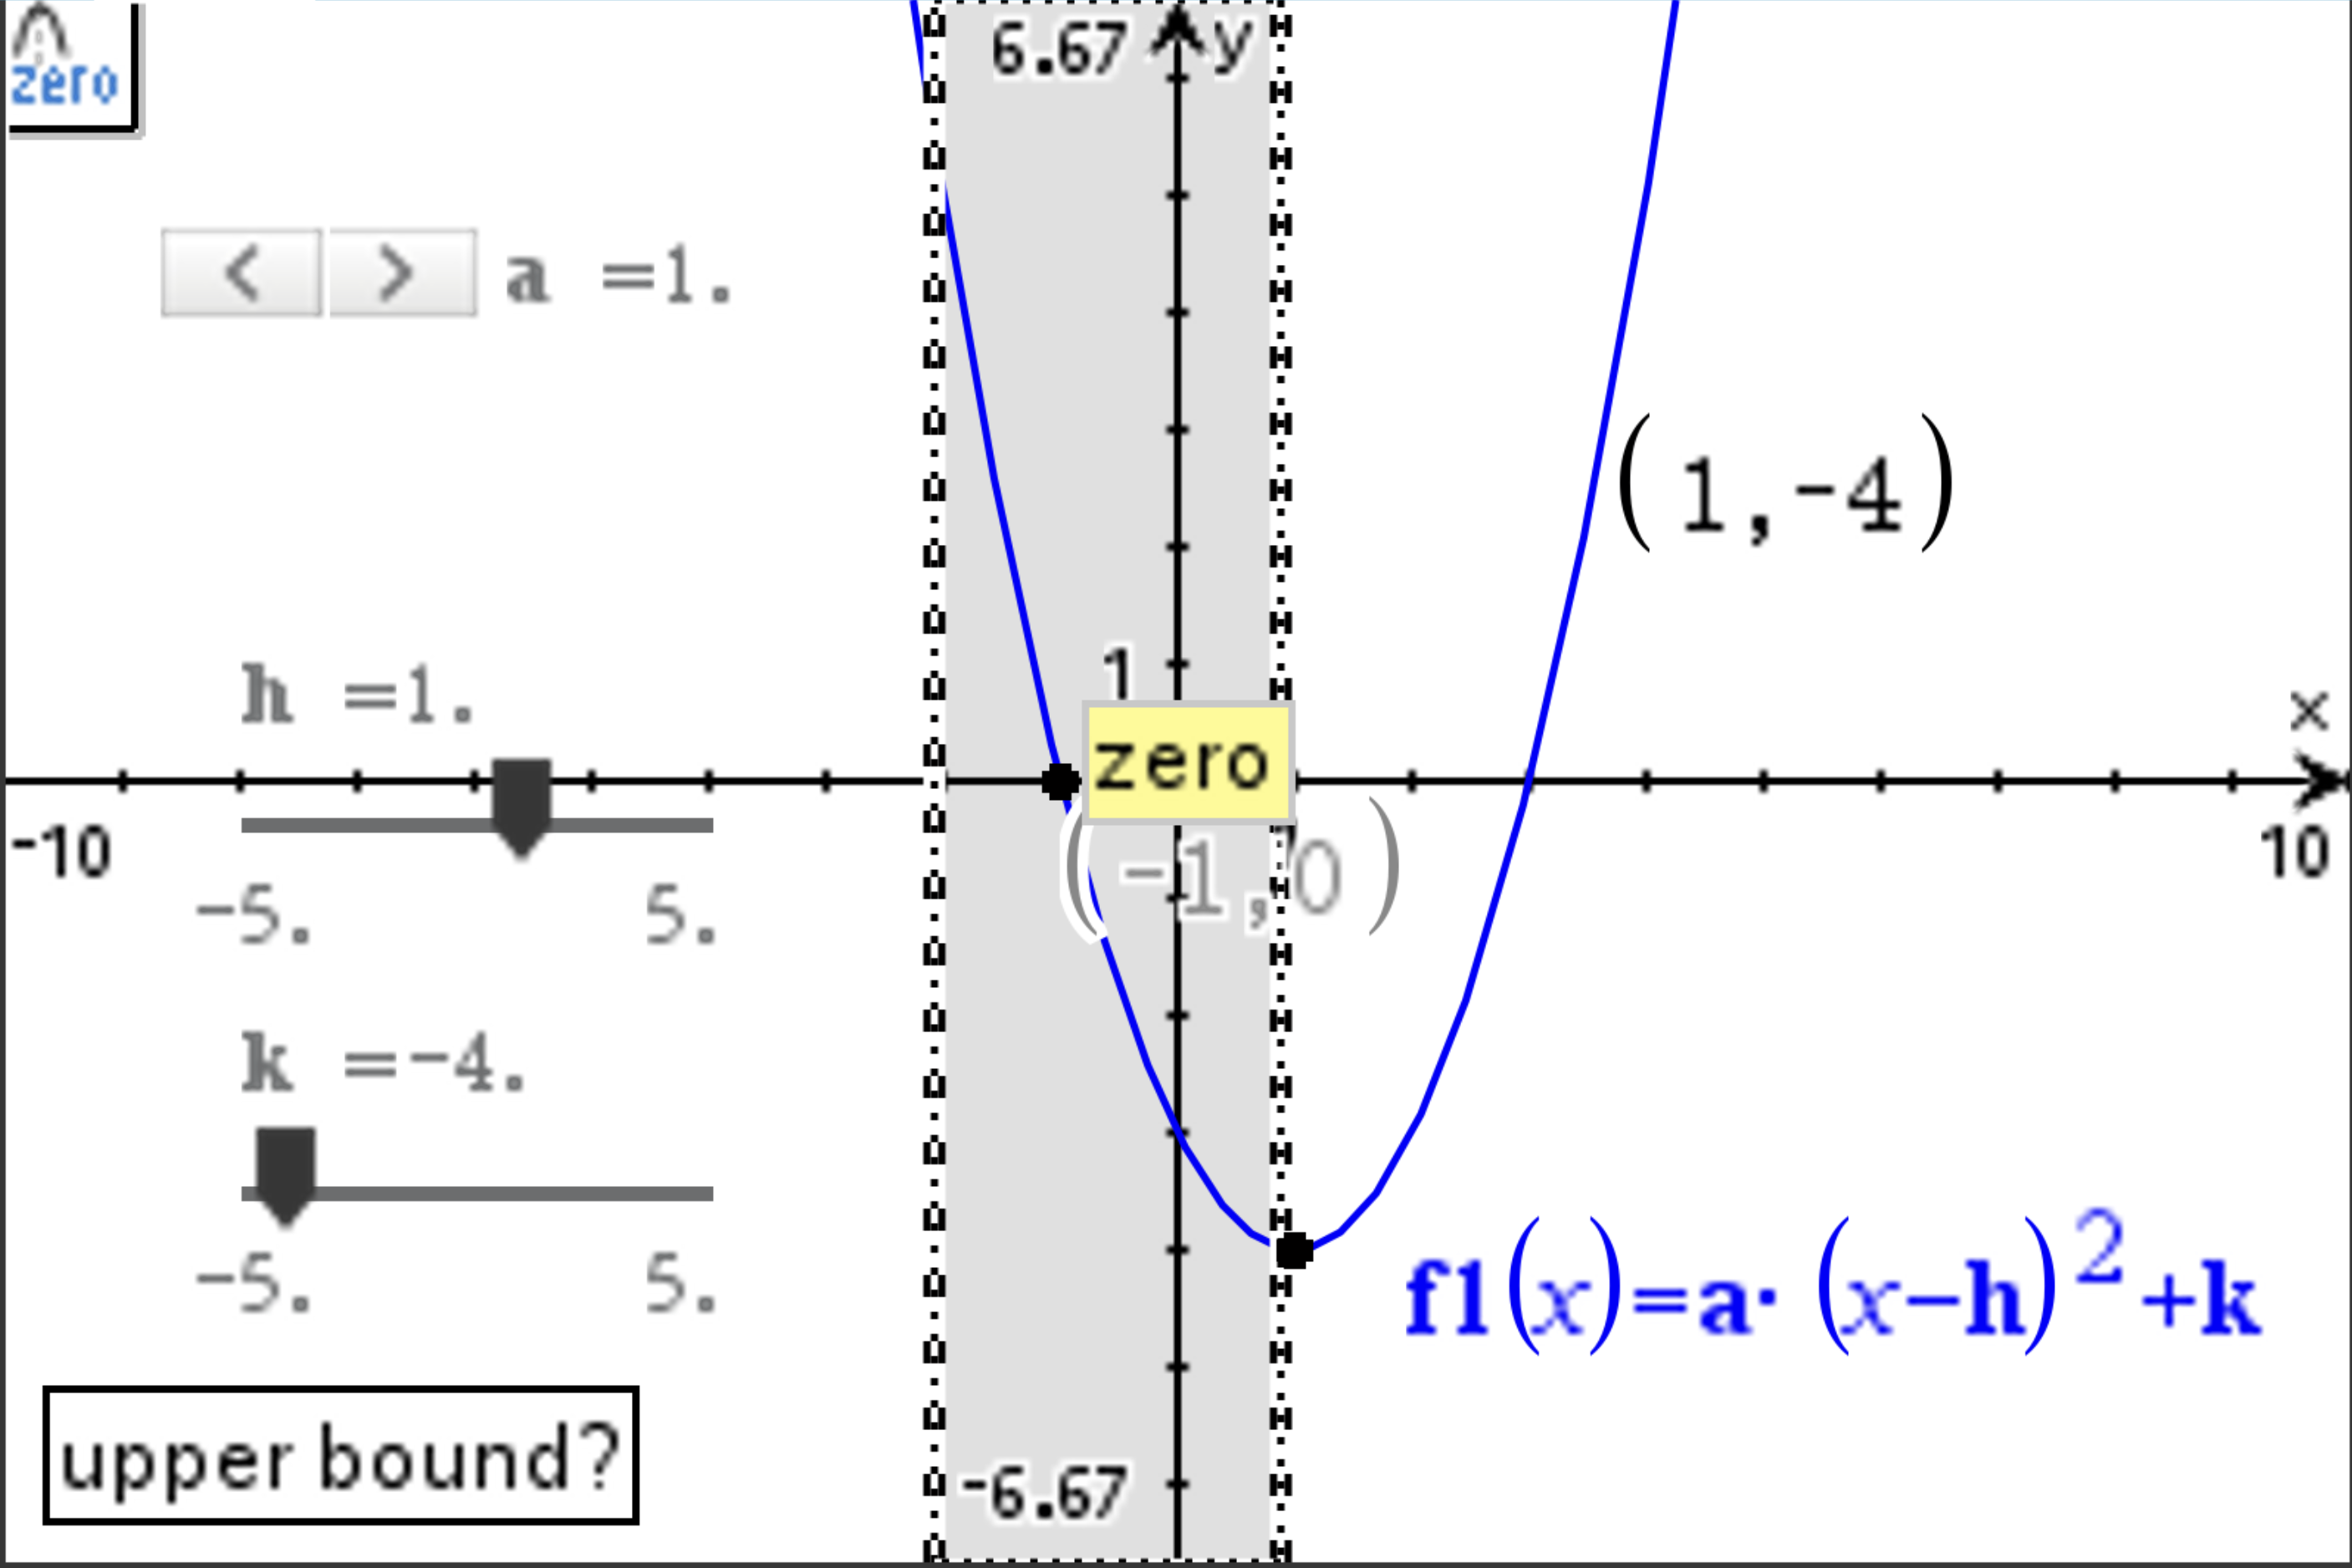 zero
6.67
y
a =1.
(1,-4)
h =1.
1
x
zero
-10
10
(-1,0)
-5. 5.
k =-4.
-5. 5.
f1(x)=a·(x-h)²+k
upper bound?
-6.67